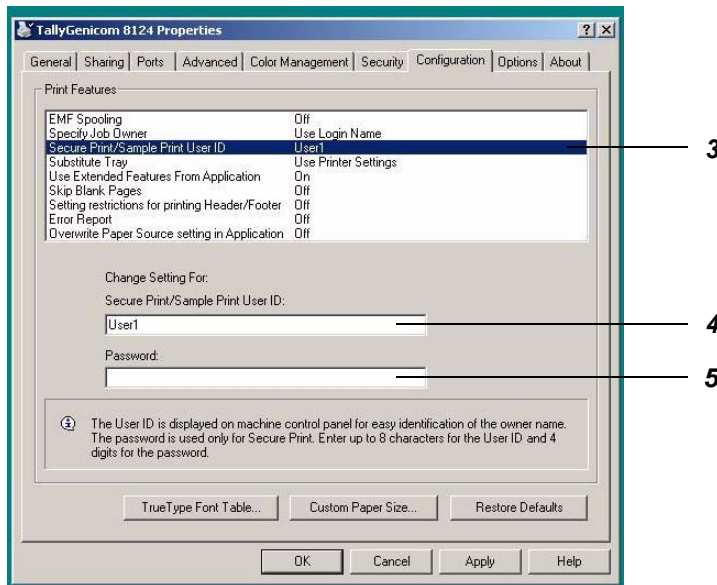 TallyGenicom 8124 Properties
General Sharing Ports Advanced Color Management Security Configuration Options About
Print Features
EMF Spooling Off
Specify Job Owner Use Login Name
Secure Print/Sample Print User ID User1
Substitute Tray Use Printer Settings
Use Extended Features From Application On
Skip Blank Pages Off
Setting restrictions for printing Header/Footer Off
Error Report Off
Overwrite Paper Source setting in Application Off
3
Change Setting For:
Secure Print/Sample Print User ID:
User1
4
Password:
5
The User ID is displayed on machine control panel for easy identification of the owner name.
The password is used only for Secure Print. Enter up to 8 characters for the User ID and 4
digits for the password.
TrueType Font Table... Custom Paper Size... Restore Defaults
OK Cancel Apply Help